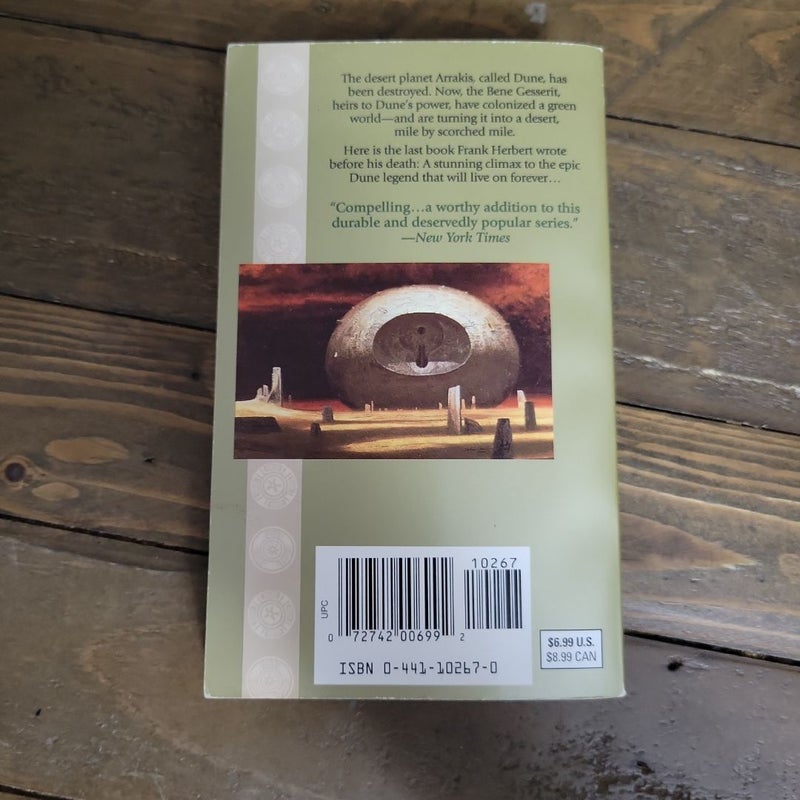 The desert planet Arrakis, called Dune, has
been destroyed. Now, the Bene Gesserit,
heirs to Dune's power, have colonized a green
world—and are turning it into a desert,
mile by scorched mile.
Here is the last book Frank Herbert wrote
before his death: A stunning climax to the epic
Dune legend that will live on forever…
"Compelling…a worthy addition to this
durable and deservedly popular series."
—New York Times
10267
UPC
0 72742 00699 2
ISBN 0-441-10267-0
$6.99 U.S.
$8.99 CAN